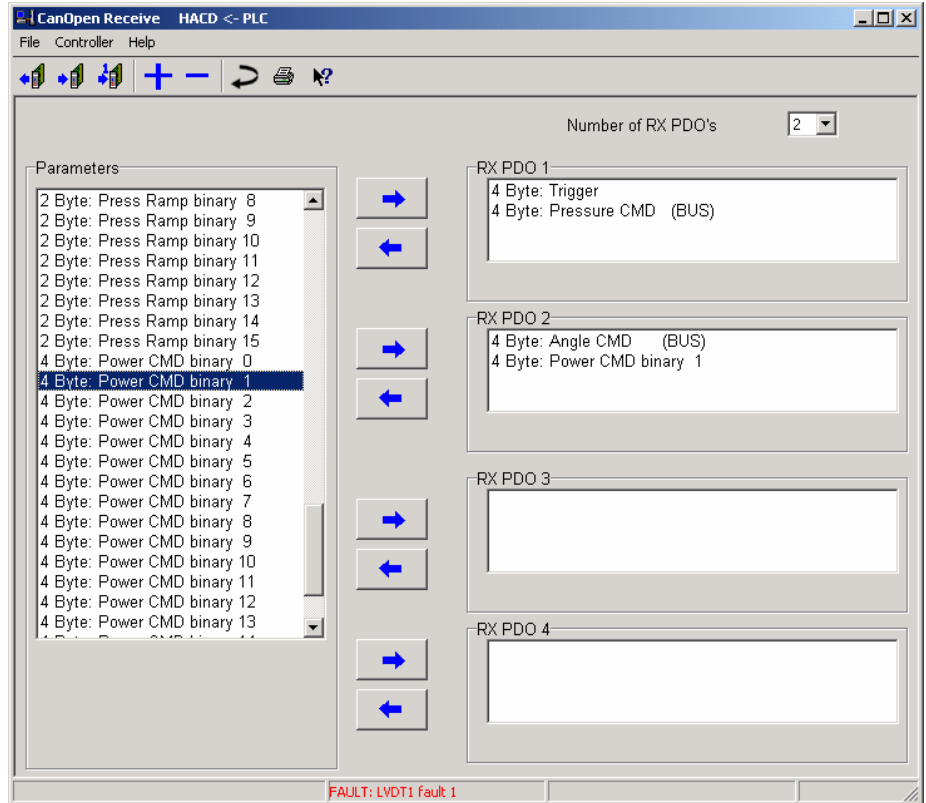 CanOpen Receive HACD <- PLC
File Controller Help
1
Number of RX PDO's 2
Parameters
2 Byte: Press Ramp binary 8
2 Byte: Press Ramp binary 9
2 Byte: Press Ramp binary 10
2 Byte: Press Ramp binary 11
2 Byte: Press Ramp binary 12
2 Byte: Press Ramp binary 13
2 Byte: Press Ramp binary 14
2 Byte: Press Ramp binary 15
4 Byte: Power CMD binary 0
4 Byte: Power CMD binary 1
4 Byte: Power CMD binary 2
4 Byte: Power CMD binary 3
4 Byte: Power CMD binary 4
4 Byte: Power CMD binary 5
4 Byte: Power CMD binary 6
4 Byte: Power CMD binary 7
4 Byte: Power CMD binary 8
4 Byte: Power CMD binary 9
4 Byte: Power CMD binary 10
4 Byte: Power CMD binary 11
4 Byte: Power CMD binary 12
4 Byte: Power CMD binary 13
RX PDO 1
4 Byte: Trigger
4 Byte: Pressure CMD (BUS)
RX PDO 2
4 Byte: Angle CMD (BUS)
4 Byte: Power CMD binary 1
RX PDO 3
RX PDO 4
FAULT: LVDT1 fault 1